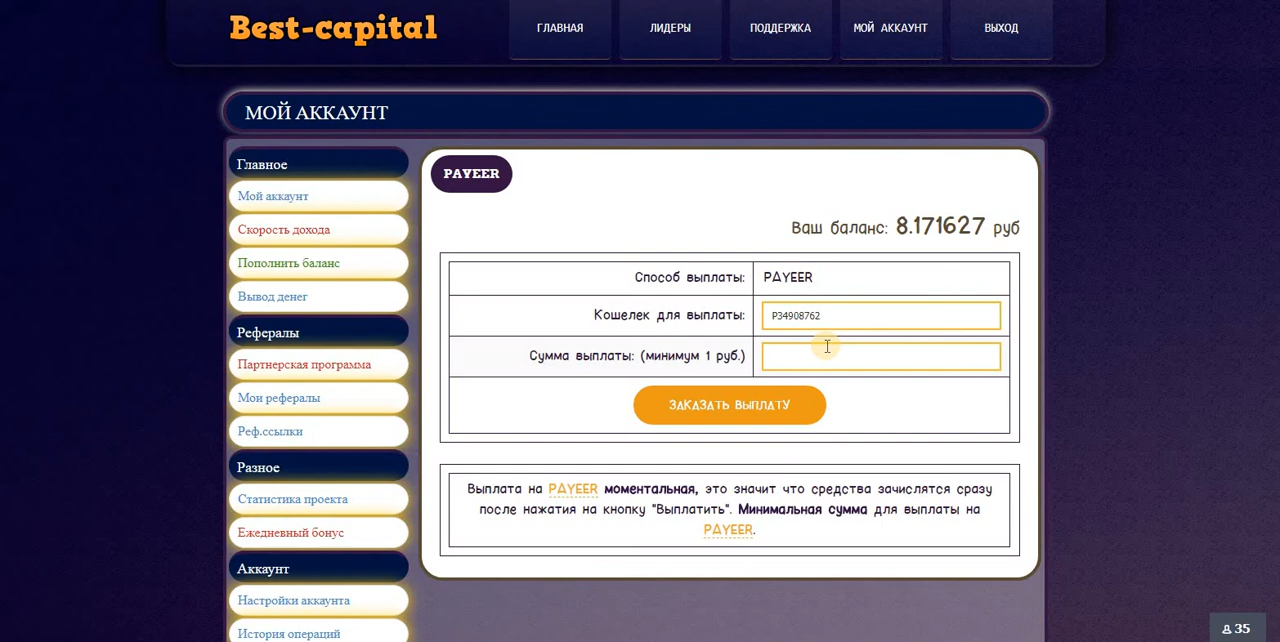 Best-capital
ГЛАВНАЯ
ЛИДЕРЫ
ПОДДЕРЖКА
МОЙ АККАУНТ
ВЫХОД
МОЙ АККАУНТ
Главное
Мой аккаунт
Скорость дохода
Пополнить баланс
Вывод денег
Рефералы
Партнерская программа
Мои рефералы
Реф.ссылки
Разное
Статистика проекта
Ежедневный бонус
Аккаунт
Настройки аккаунта
История операций
PAYEER
Ваш баланс: 8.171627 руб
Способ выплаты: PAYEER
Кошелек для выплаты: P34908762
Сумма выплаты: (минимум 1 руб.)
ЗАКАЗАТЬ ВЫПЛАТУ
Выплата на PAYEER моментальная, это значит что средства зачислятся сразу
после нажатия на кнопку "Выплатить". Минимальная сумма для выплаты на
PAYEER.
35